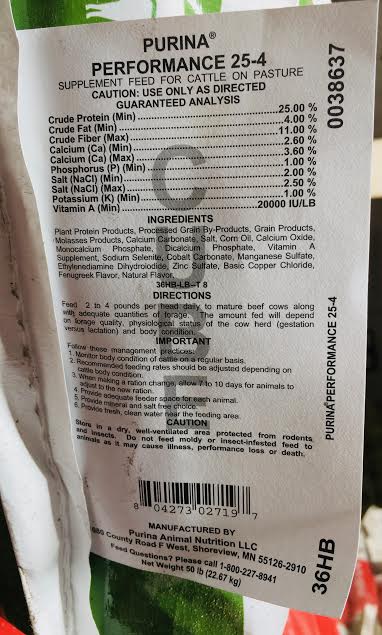 PURINA®
PERFORMANCE 25-4
SUPPLEMENT FEED FOR CATTLE ON PASTURE
CAUTION: USE ONLY AS DIRECTED
GUARANTEED ANALYSIS
Crude Protein (Min) 25.00 %
Crude Fat (Min) 4.00 %
Crude Fiber (Max) 11.00 %
Calcium (Ca) (Min) 2.60 %
Calcium (Ca) (Max) 3.60 %
Phosphorus (P) (Min) 1.00 %
Salt (NaCl) (Min) 2.00 %
Salt (NaCl) (Max) 2.50 %
Potassium (K) (Min) 1.00 %
Vitamin A (Min) 20000 IU/LB
INGREDIENTS
Plant Protein Products, Processed Grain By-Products, Grain Products,
Molasses Products, Calcium Carbonate, Salt, Corn Oil, Calcium Oxide,
Monocalcium Phosphate, Dicalcium Phosphate, Vitamin A
Supplement, Sodium Selenite, Cobalt Carbonate, Manganese Sulfate,
Ethylenediamine Dihydroiodide, Zinc Sulfate, Basic Copper Chloride,
Fenugreek Flavor, Natural Flavor.
36HB-LB--T 8
DIRECTIONS
Feed 2 to 4 pounds per head daily to mature beef cows along
with adequate quantities of forage. The amount fed will depend
on forage quality, physiological status of the cow herd (gestation
versus lactation) and body condition.
IMPORTANT
Follow these management practices:
1. Monitor body condition of cattle on a regular basis.
2. Recommended feeding rates should be adjusted depending on
cattle body condition.
3. When making a ration change, allow 7 to 10 days for animals to
adjust to the new ration.
4. Provide adequate feeder space for each animal.
5. Provide mineral and salt free choice.
6. Provide fresh, clean water near the feeding area.
CAUTION
Store in a dry, well-ventilated area protected from rodents
and insects. Do not feed moldy or insect-infested feed to
animals as it may cause illness, performance loss or death.
8 04273 02719 7
MANUFACTURED BY
Purina Animal Nutrition LLC
County Road F West, Shoreview, MN 55126-2910
Feed Questions? Please call 1-800-227-8941
Net Weight 50 lb (22.67 kg)
0038637
PURINA PERFORMANCE 25-4
36HB